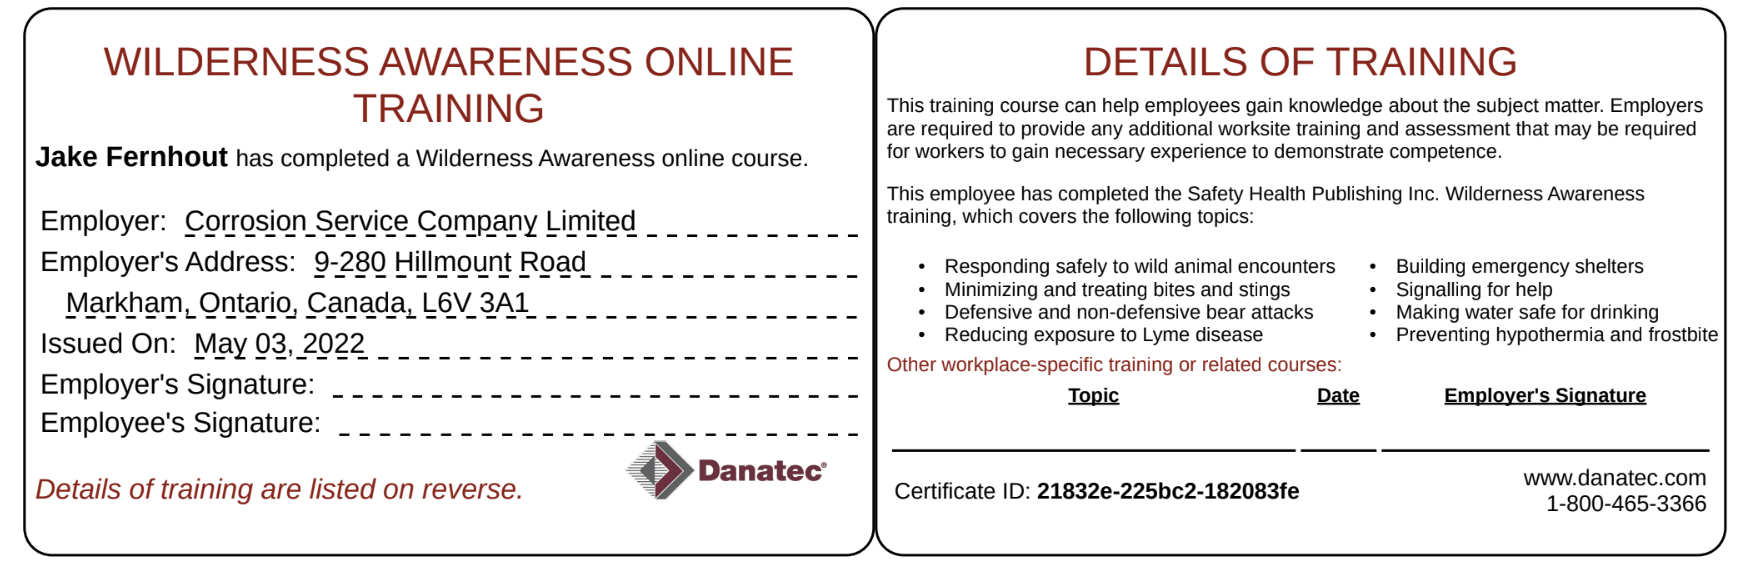 WILDERNESS AWARENESS ONLINE
TRAINING
Jake Fernhout has completed a Wilderness Awareness online course.
Employer: Corrosion Service Company Limited
Employer's Address: 9-280 Hillmount Road
Markham, Ontario, Canada, L6V 3A1
Issued On: May 03, 2022
Employer's Signature:
Employee's Signature:
Danatec®
Details of training are listed on reverse.
DETAILS OF TRAINING
This training course can help employees gain knowledge about the subject matter. Employers
are required to provide any additional worksite training and assessment that may be required
for workers to gain necessary experience to demonstrate competence.
This employee has completed the Safety Health Publishing Inc. Wilderness Awareness
training, which covers the following topics:
• Responding safely to wild animal encounters
• Minimizing and treating bites and stings
• Defensive and non-defensive bear attacks
• Reducing exposure to Lyme disease
• Building emergency shelters
• Signalling for help
• Making water safe for drinking
• Preventing hypothermia and frostbite
Other workplace-specific training or related courses:
Topic Date Employer's Signature
Certificate ID: 21832e-225bc2-182083fe
www.danatec.com
1-800-465-3366